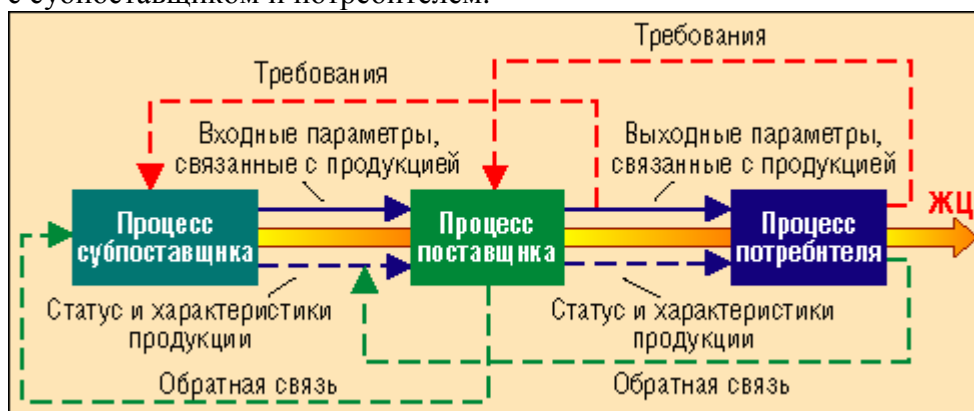 с субпоставщиком и потребителем.
Требования
Требования
Входные параметры,
связанные с продукцией
Выходные параметры,
связанные с продукцией
Процесс
субпоставщика
Процесс
поставщика
Процесс
потребителя
ЖЦ
Статус и характеристики
продукции
Статус и характеристики
продукции
Обратная связь
Обратная связь